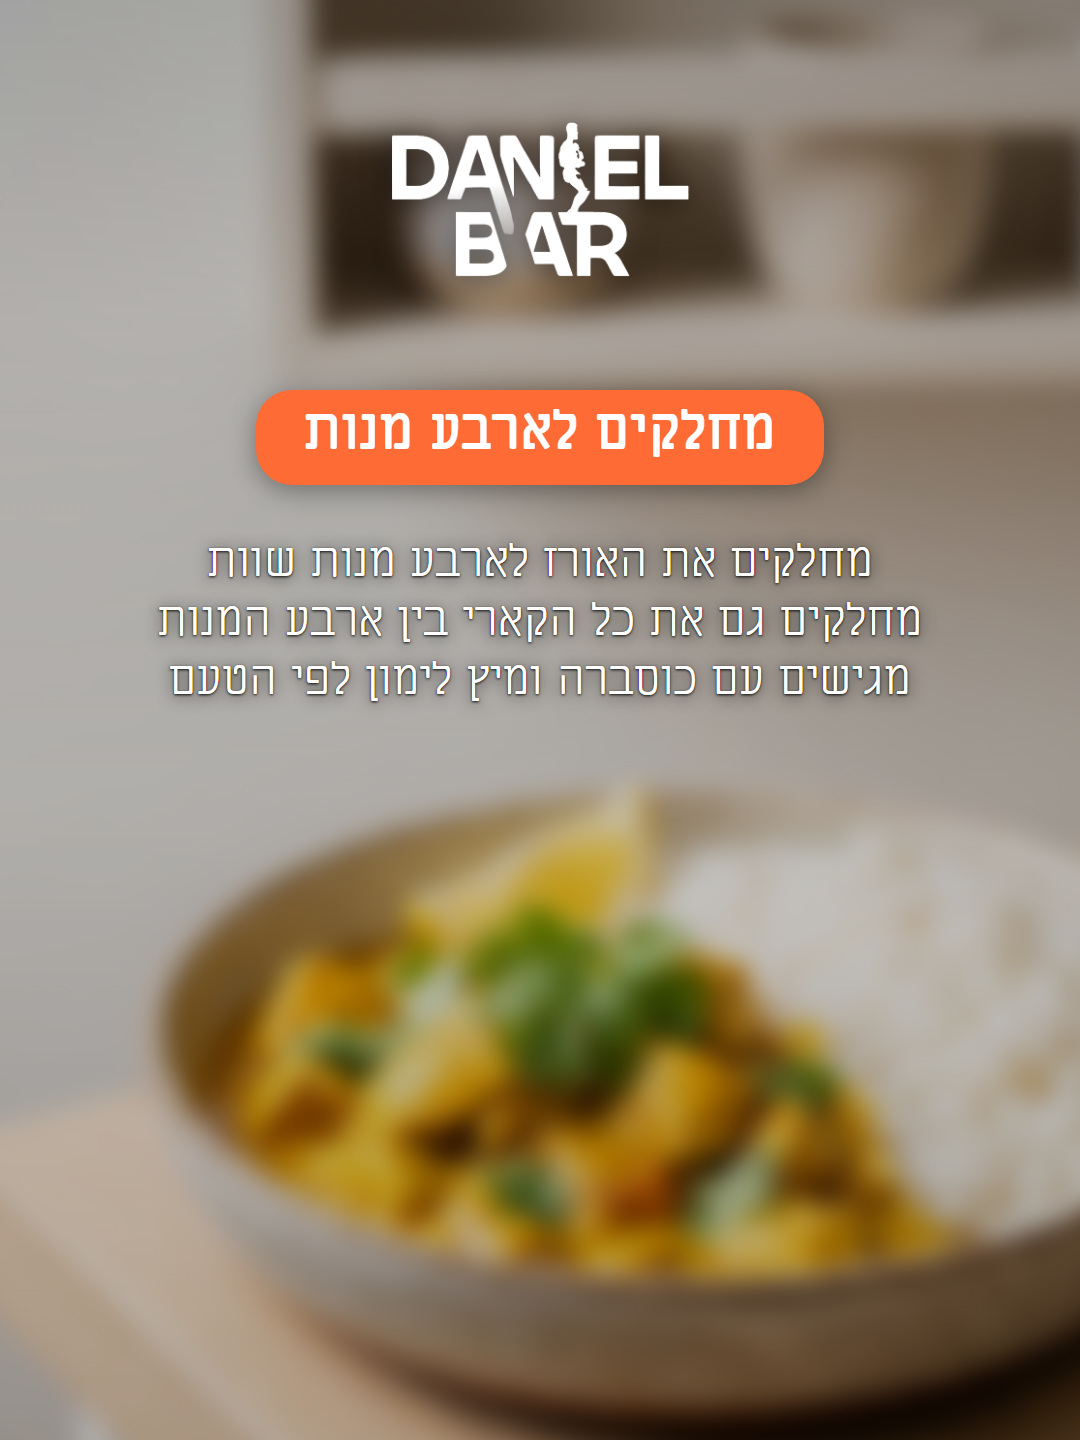 DANIEL
BAR
מחלקים לארבע מנות
מחלקים את האורז לארבע מנות שוות
מחלקים גם את כל הקארי בין ארבע המנות
מגישים עם כוסברה ומיץ לימון לפי הטעם